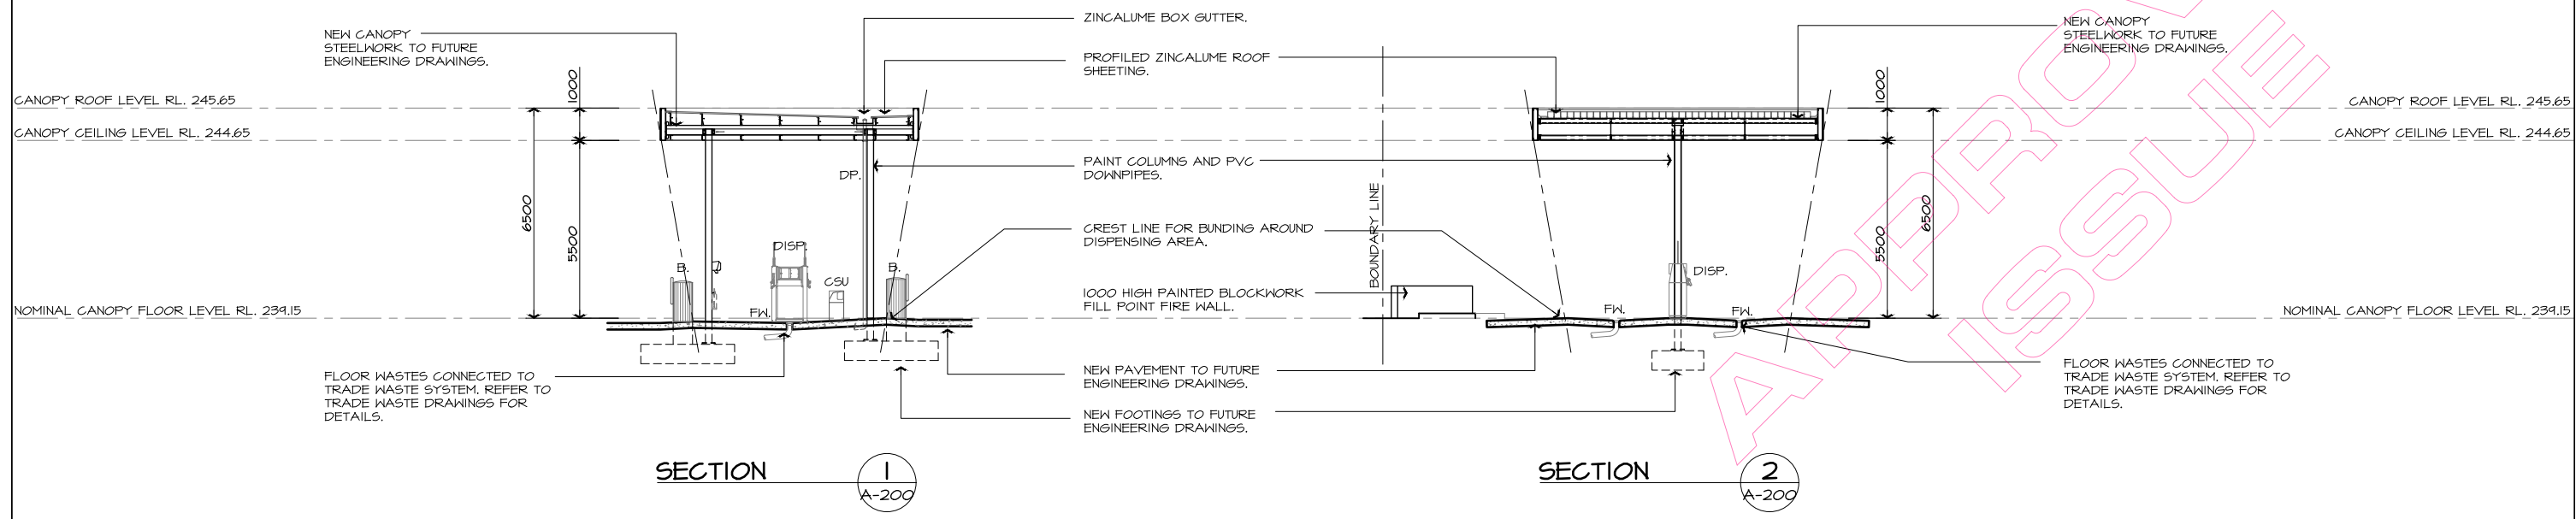 ZINCALUME BOX GUTTER.
NEW CANOPY
STEELWORK TO FUTURE
ENGINEERING DRAWINGS.
PROFILED ZINCALUME ROOF
SHEETING.
NEW CANOPY
STEELWORK TO FUTURE
ENGINEERING DRAWINGS.
CANOPY ROOF LEVEL RL. 245.65
1000
1000
CANOPY ROOF LEVEL RL. 245.65
CANOPY CEILING LEVEL RL. 244.65
CANOPY CEILING LEVEL RL. 244.65
PAINT COLUMNS AND PVC
DOWNPIPES.
DP.
6500
5500
BOUNDARY LINE
5500
6500
CREST LINE FOR BUNDING AROUND
DISPENSING AREA.
DISP.
B.
B.
CSU
DISP.
1000 HIGH PAINTED BLOCKWORK
FILL POINT FIRE WALL.
NOMINAL CANOPY FLOOR LEVEL RL. 239.15
FW.
FW.
FW.
NOMINAL CANOPY FLOOR LEVEL RL. 239.15
FLOOR WASTES CONNECTED TO
TRADE WASTE SYSTEM. REFER TO
TRADE WASTE DRAWINGS FOR
DETAILS.
NEW PAVEMENT TO FUTURE
ENGINEERING DRAWINGS.
FLOOR WASTES CONNECTED TO
TRADE WASTE SYSTEM. REFER TO
TRADE WASTE DRAWINGS FOR
DETAILS.
NEW FOOTINGS TO FUTURE
ENGINEERING DRAWINGS.
SECTION
1
A-200
SECTION
2
A-200
ISSUE